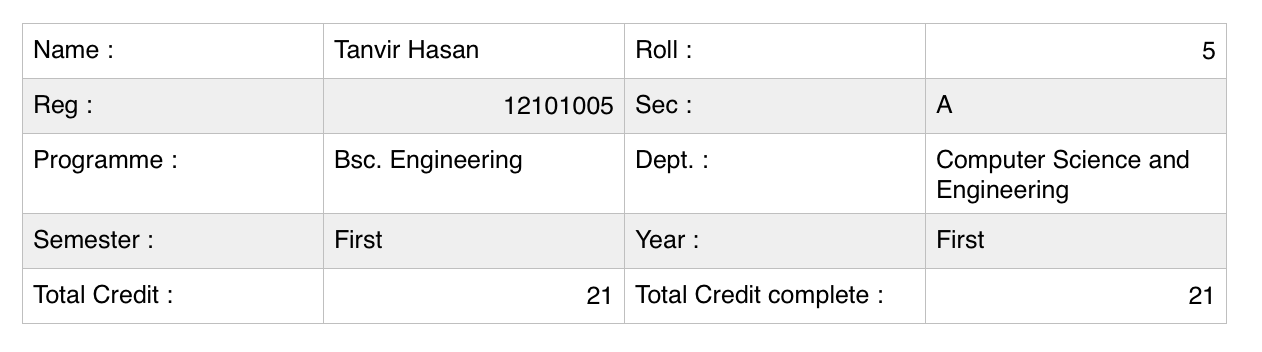 Name : Tanvir Hasan Roll : 5
Reg : 12101005 Sec : A
Programme : Bsc. Engineering Dept. : Computer Science and
Engineering
Semester : First Year : First
Total Credit : 21 Total Credit complete : 21